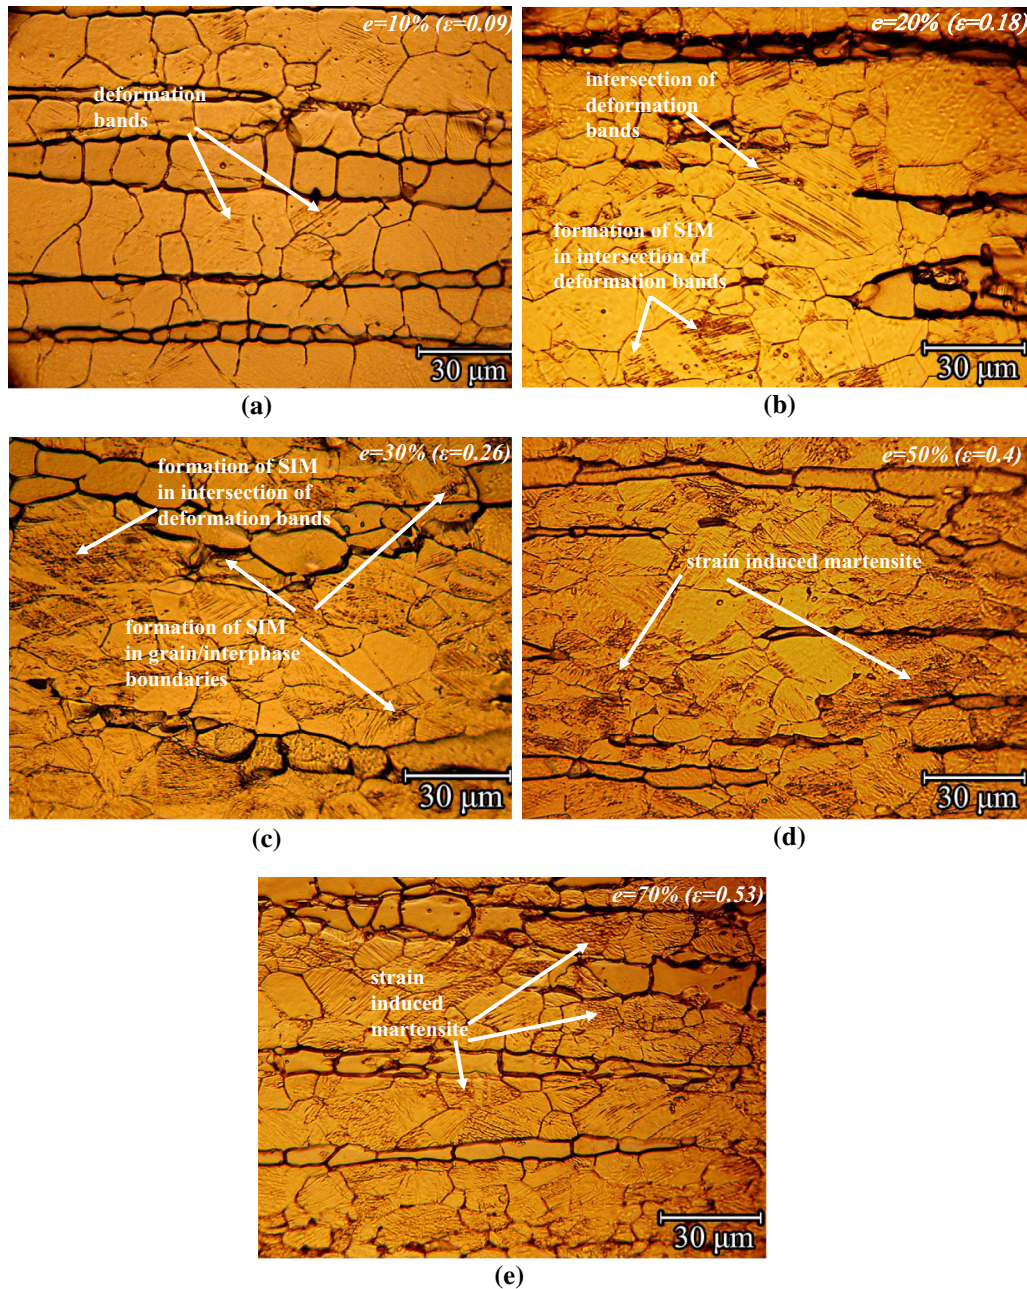 e=10% (ε=0.09)
deformation
bands
30 μm
(a)
e=20% (ε=0.18)
intersection of
deformation
bands
formation of SIM
in intersection of
deformation bands
30 μm
(b)
e=30% (ε=0.26)
formation of SIM
in intersection of
deformation bands
formation of SIM
in grain/interphase
boundaries
30 μm
(c)
e=50% (ε=0.4)
strain induced martensite
30 μm
(d)
e=70% (ε=0.53)
strain
induced
martensite
30 μm
(e)